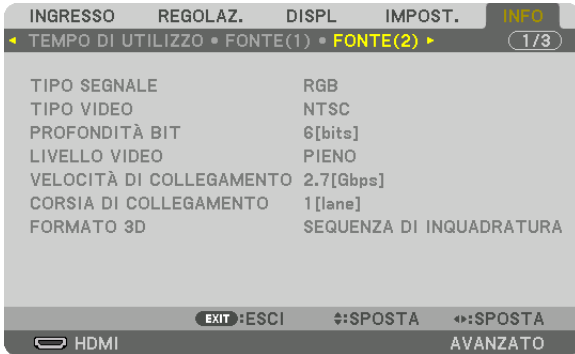 INGRESSO REGOLAZ. DISPL IMPOST. INFO
TEMPO DI UTILIZZO • FONTE(1) • FONTE(2) 1/3
TIPO SEGNALE RGB
TIPO VIDEO NTSC
PROFONDITÀ BIT 6[bits]
LIVELLO VIDEO PIENO
VELOCITÀ DI COLLEGAMENTO 2.7[Gbps]
CORSIA DI COLLEGAMENTO 1[lane]
FORMATO 3D SEQUENZA DI INQUADRATURA
EXIT :ESCI :SPOSTA :SPOSTA
HDMI AVANZATO